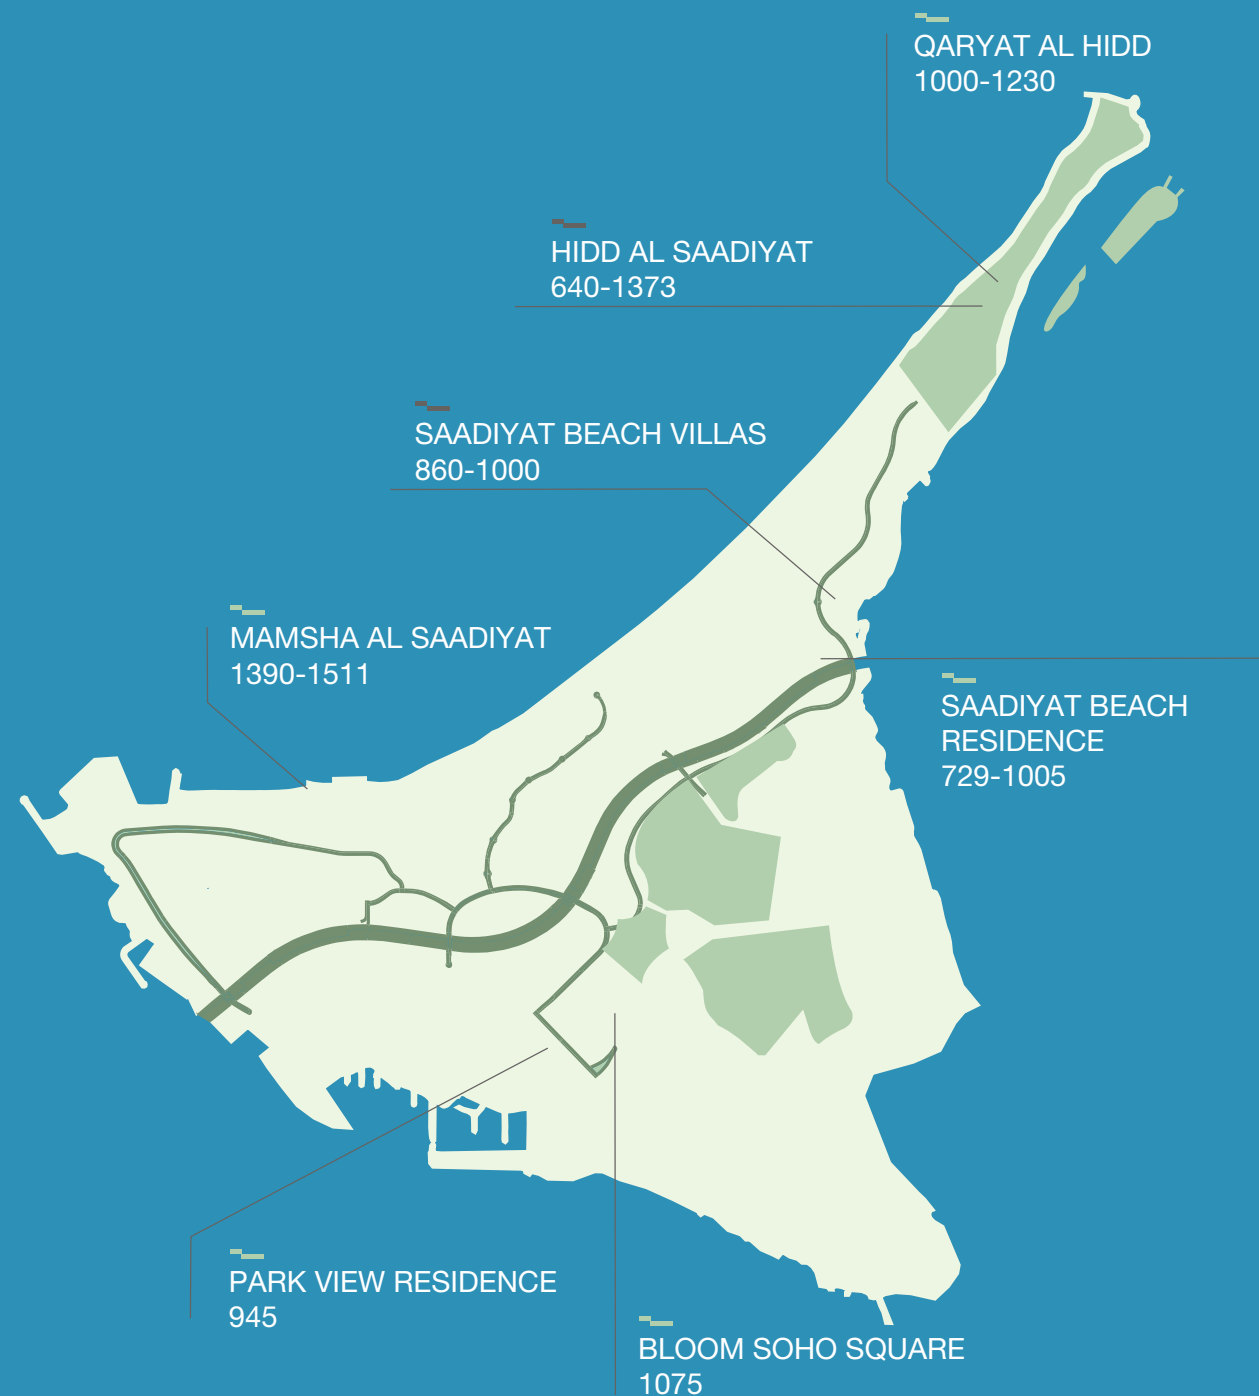 QARYAT AL HIDD
1000-1230
HIDD AL SAADIYAT
640-1373
SAADIYAT BEACH VILLAS
860-1000
MAMSHA AL SAADIYAT
1390-1511
SAADIYAT BEACH
RESIDENCE
729-1005
PARK VIEW RESIDENCE
945
BLOOM SOHO SQUARE
1075